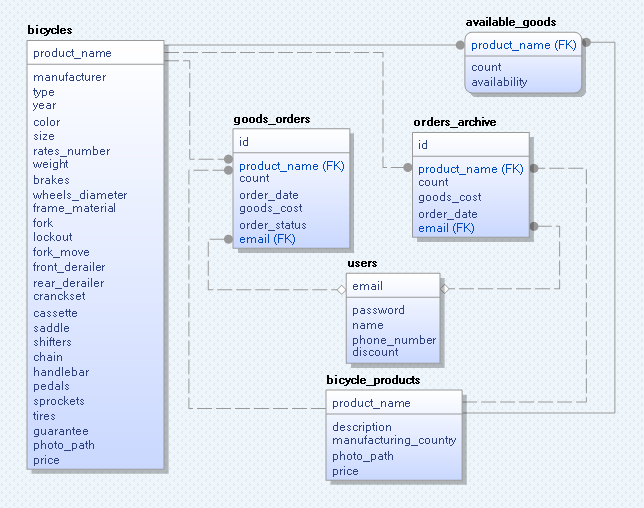 bicycles
product_name
manufacturer
type
year
color
size
rates_number
weight
brakes
wheels_diameter
frame_material
fork
lockout
fork_move
front_derailer
rear_derailer
cranckset
cassette
saddle
shifters
chain
handlebar
pedals
sprockets
tires
guarantee
photo_path
price
available_goods
product_name (FK)
count
availability
goods_orders
id
product_name (FK)
count
order_date
goods_cost
order_status
email (FK)
orders_archive
id
product_name (FK)
count
goods_cost
order_date
email (FK)
users
email
password
name
phone_number
discount
bicycle_products
product_name
description
manufacturing_country
photo_path
price